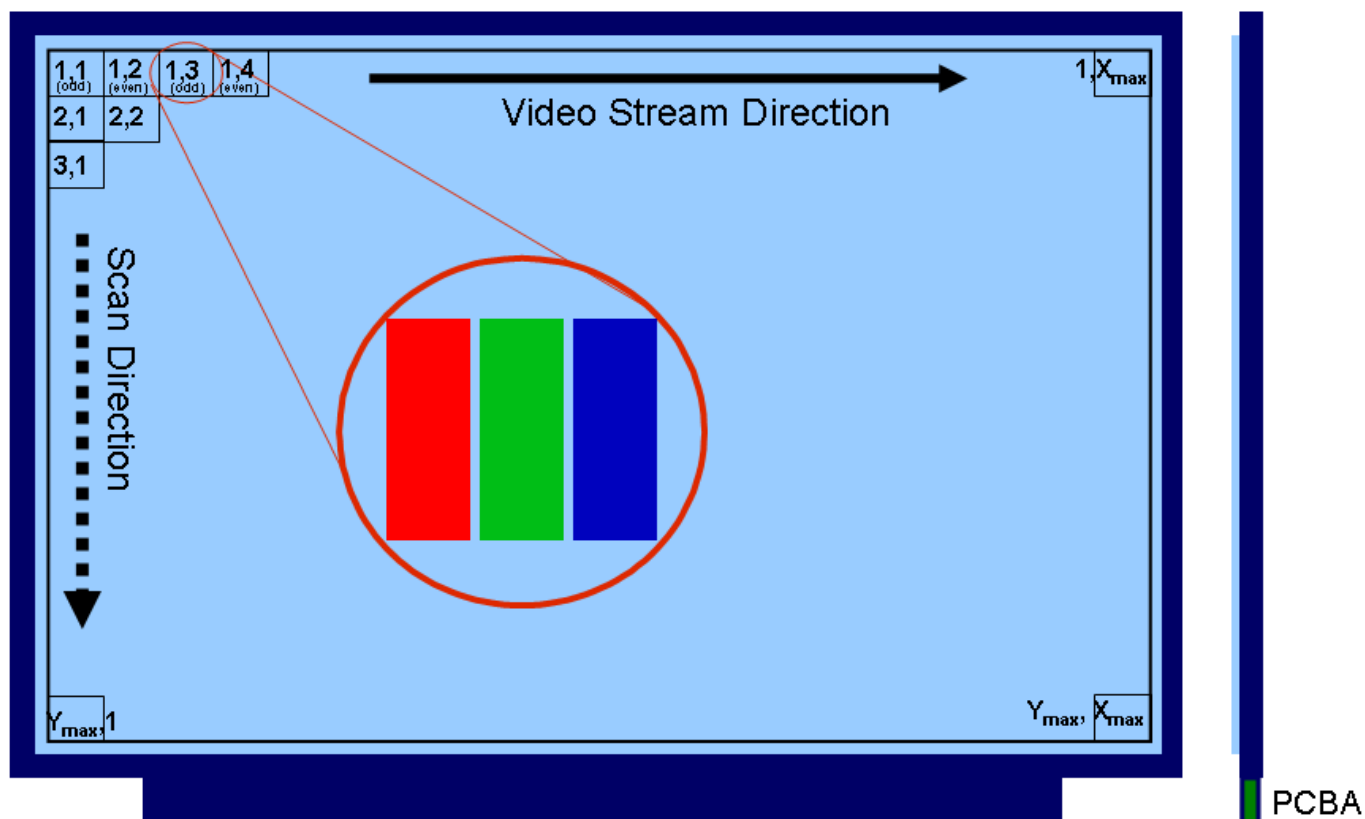 1,1 1,2 1,3 1,4 1,Xmax
(odd) (even) (odd) (even)
Video Stream Direction
2,1 2,2
3,1
Scan Direction
Ymax,1 Ymax, Xmax
PCBA